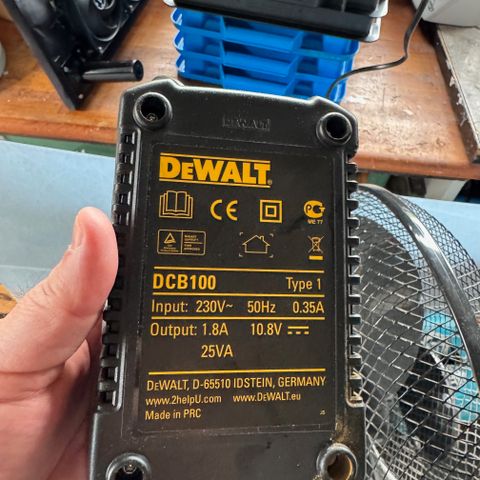 DEWALT
DEWALT
CE
DCB100 Type 1
Input: 230V~ 50Hz 0.35A
Output: 1.8A 10.8V
25VA
DEWALT, D-65510 IDSTEIN, GERMANY
www.2helpU.com www.DEWALT.eu
Made in PRC